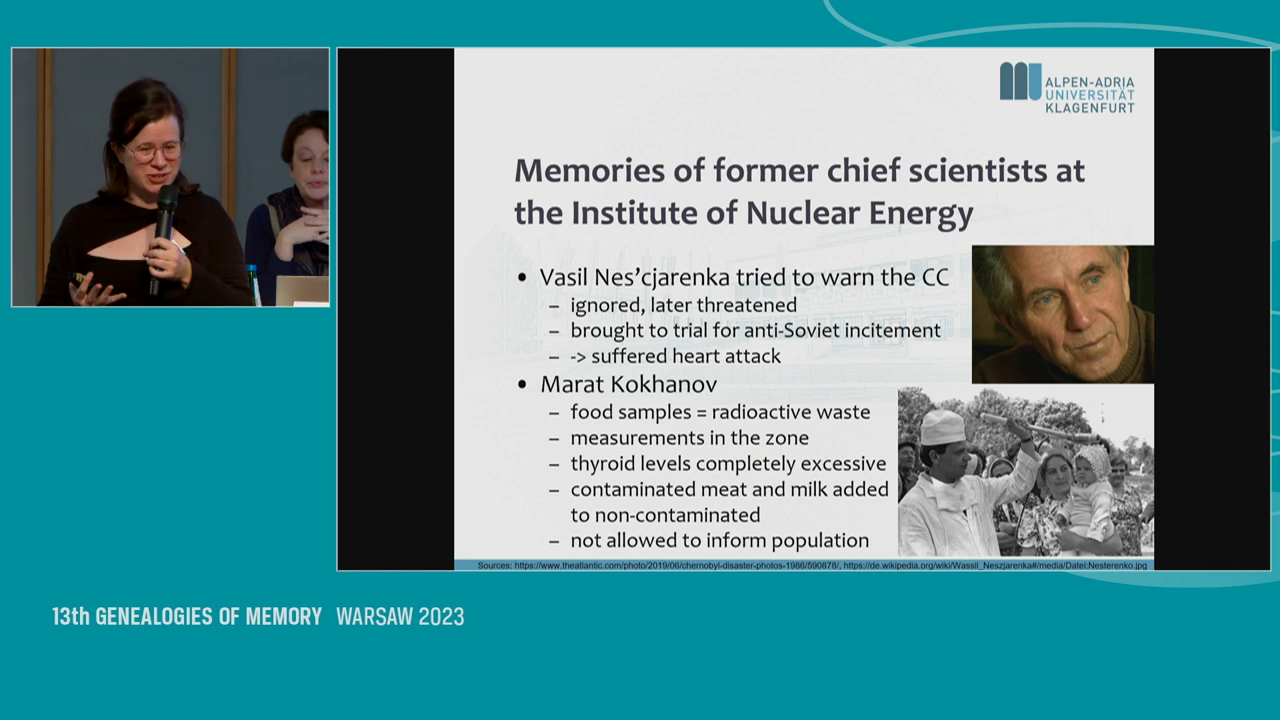 ALPEN-ADRIA
UNIVERSITÄT
KLAGENFURT
Memories of former chief scientists at
the Institute of Nuclear Energy
• Vasil Nes’cjarenka tried to warn the CC
– ignored, later threatened
– brought to trial for anti-Soviet incitement
– -> suffered heart attack
• Marat Kokhanov
– food samples = radioactive waste
– measurements in the zone
– thyroid levels completely excessive
– contaminated meat and milk added
to non-contaminated
– not allowed to inform population
Sources: https://www.theatlantic.com/photo/2019/06/chernobyl-disaster-photos-1986/590878/, https://de.wikipedia.org/wiki/Wassil_Neszjarenka#/media/Datei:Nesterenko.jpg
13th GENEALOGIES OF MEMORY WARSAW 2023